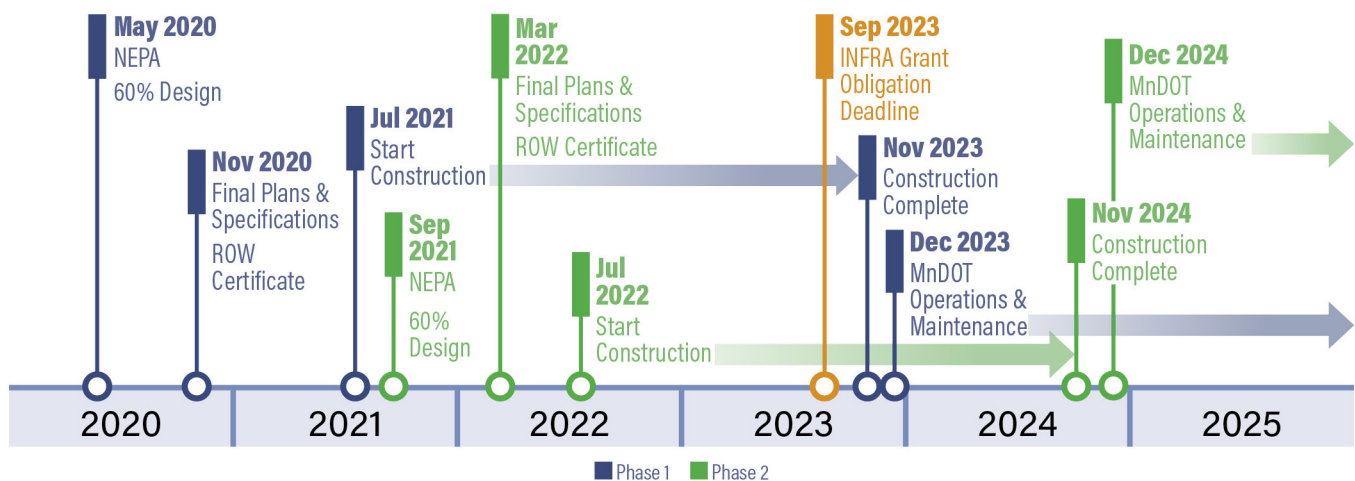 May 2020
NEPA
60% Design
Nov 2020
Final Plans &
Specifications
ROW
Certificate
Jul 2021
Start
Construction
Sep
2021
NEPA
60%
Design
Mar
2022
Final Plans &
Specifications
ROW Certificate
Jul
2022
Start
Construction
Sep 2023
INFRA Grant
Obligation
Deadline
Nov 2023
Construction
Complete
Dec 2023
MnDOT
Operations &
Maintenance
Nov 2024
Construction
Complete
Dec 2024
MnDOT
Operations &
Maintenance
2020
2021
2022
2023
2024
2025
Phase 1
Phase 2